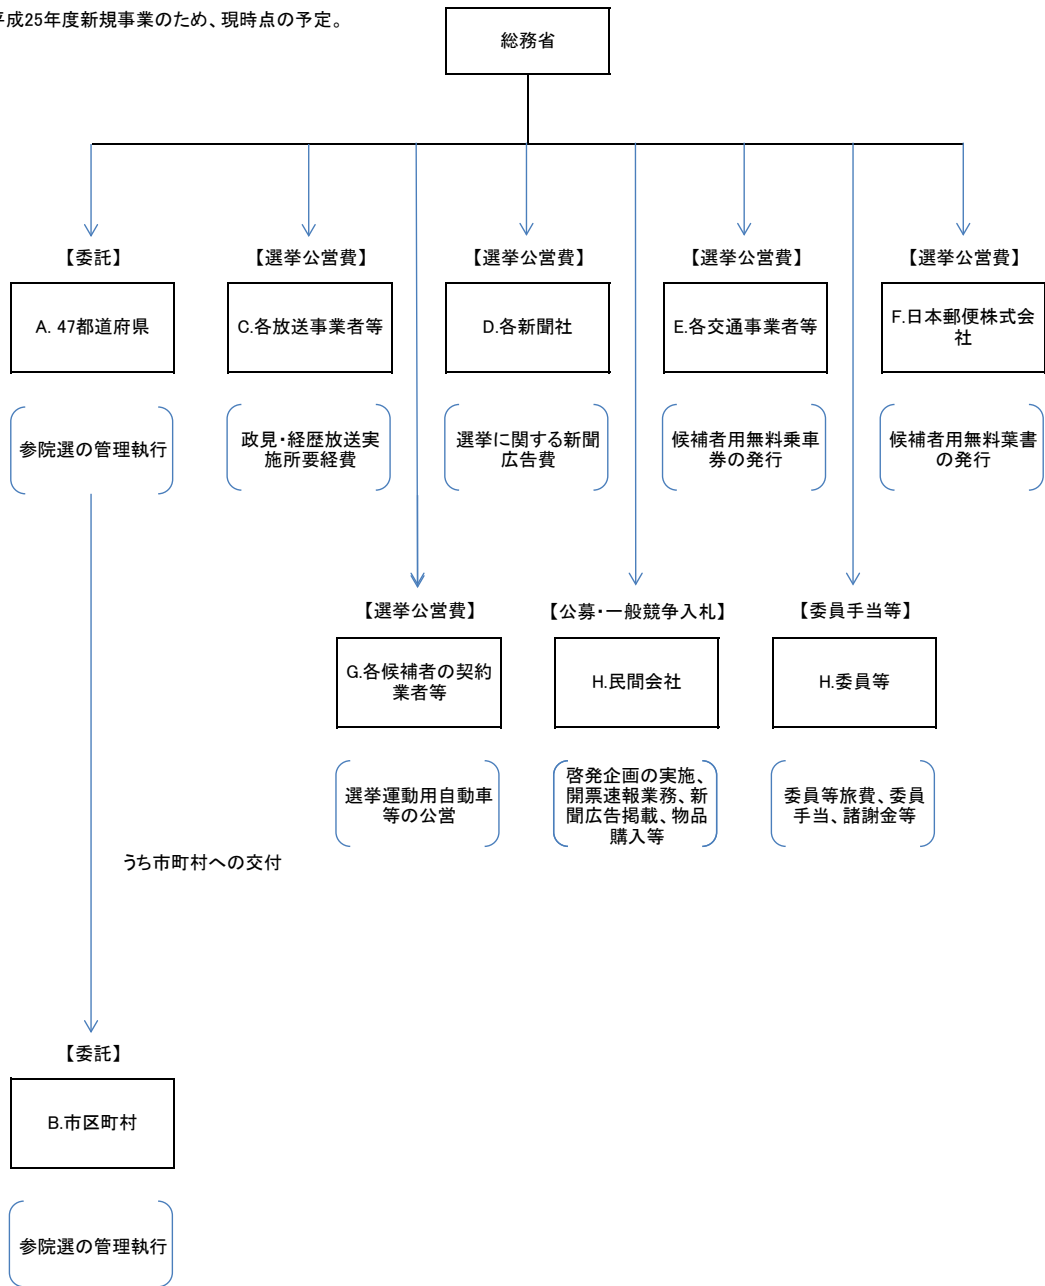 平成25年度新規事業のため、現時点の予定。
総務省
【委託】
【選挙公営費】
【選挙公営費】
【選挙公営費】
【選挙公営費】
A. 47都道府県
C.各放送事業者等
D.各新聞社
E.各交通事業者等
F.日本郵便株式会
社
参院選の管理執行
政見・経歴放送実
施所要経費
選挙に関する新聞
広告費
候補者用無料乗車
券の発行
候補者用無料葉書
の発行
【選挙公営費】
【公募・一般競争入札】
【委員手当等】
G.各候補者の契約
業者等
H.民間会社
H.委員等
選挙運動用自動車
等の公営
啓発企画の実施、
開票速報業務、新
聞広告掲載、物品
購入等
委員等旅費、委員
手当、諸謝金等
うち市町村への交付
【委託】
B.市区町村
参院選の管理執行